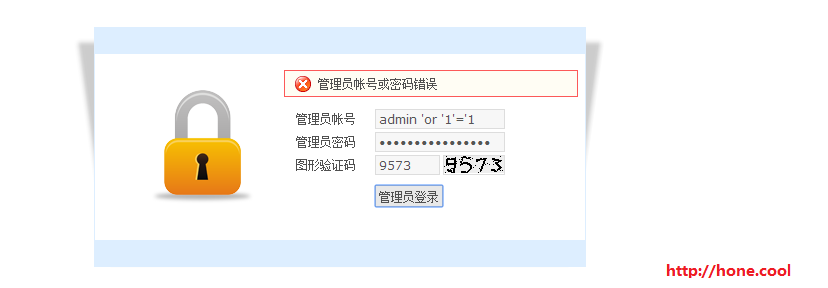 管理员帐号或密码错误
管理员帐号 admin 'or '1'='1
管理员密码 ••••••••••••••••
图形验证码 9573 9573
管理员登录
http://hone.cool